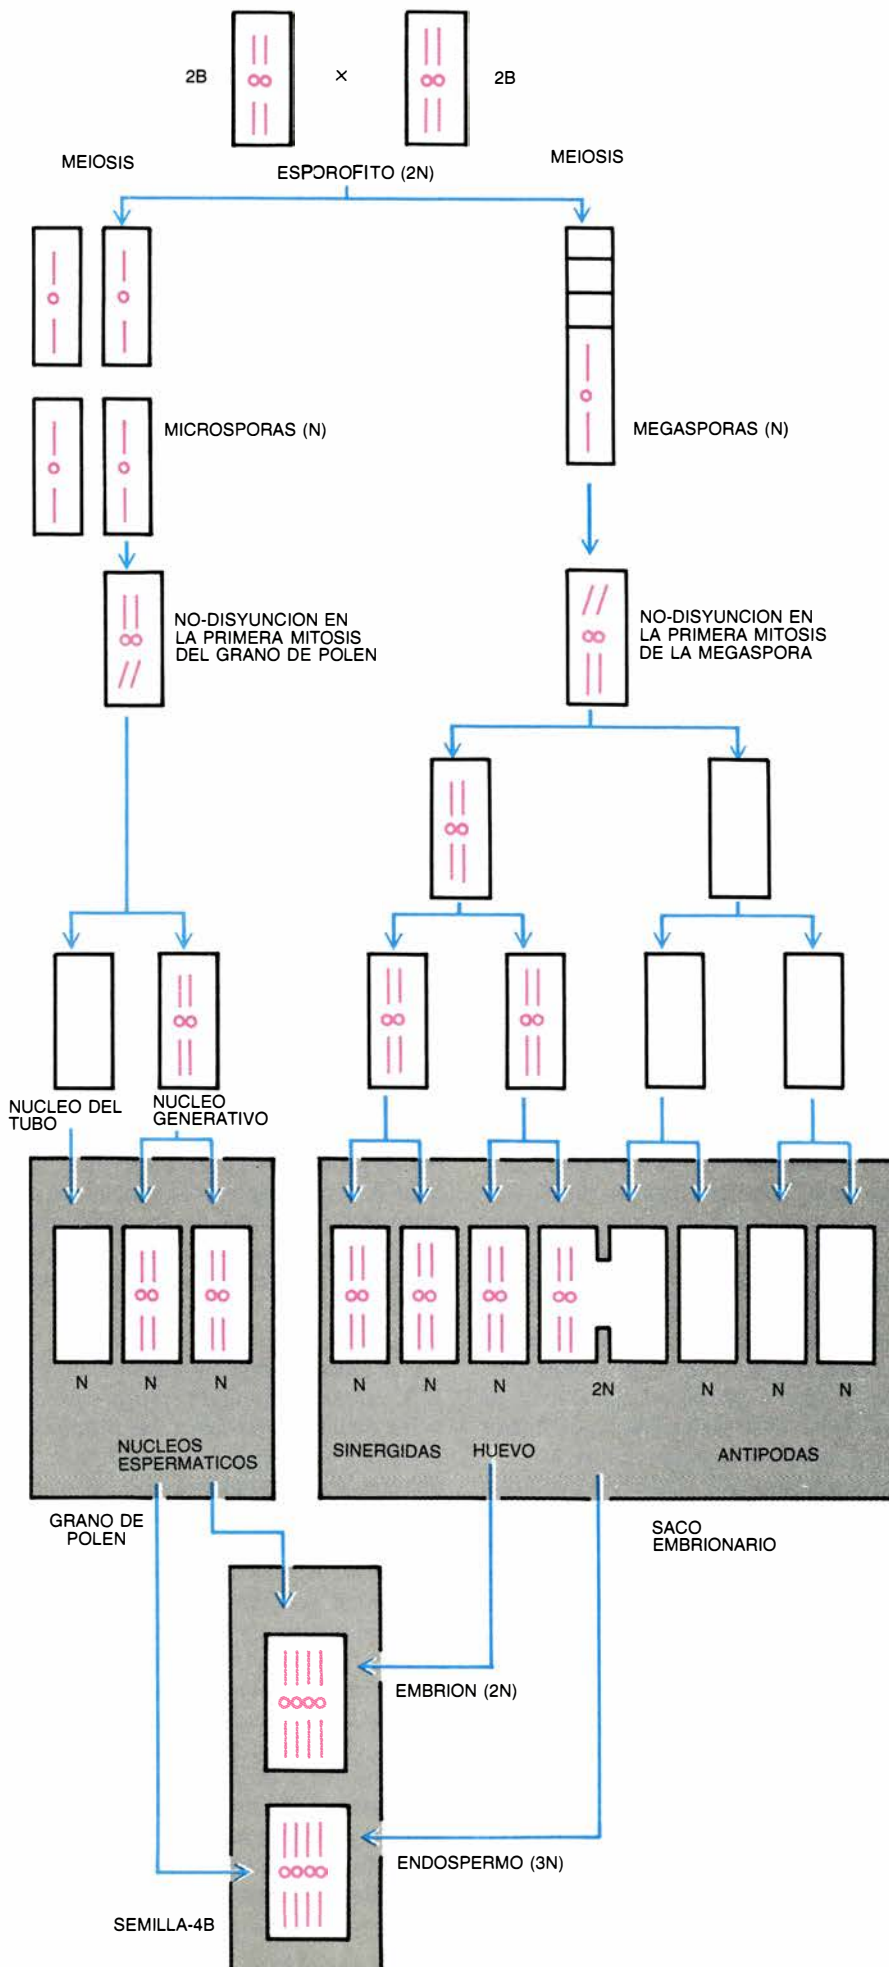 2B
×
2B
MEIOSIS
ESPOROFITO (2N)
MEIOSIS
MICROSPORAS (N)
MEGASPORAS (N)
NO-DISYUNCION EN
LA PRIMERA MITOSIS
DEL GRANO DE POLEN
NO-DISYUNCION EN
LA PRIMERA MITOSIS
DE LA MEGASPORA
NUCLEO DEL
TUBO
NUCLEO
GENERATIVO
N
N
N
N
N
N
2N
N
N
N
NUCLEOS
ESPERMATICOS
SINERGIDAS
HUEVO
ANTIPODAS
GRANO DE
POLEN
SACO
EMBRIONARIO
EMBRION (2N)
ENDOSPERMO (3N)
SEMILLA-4B